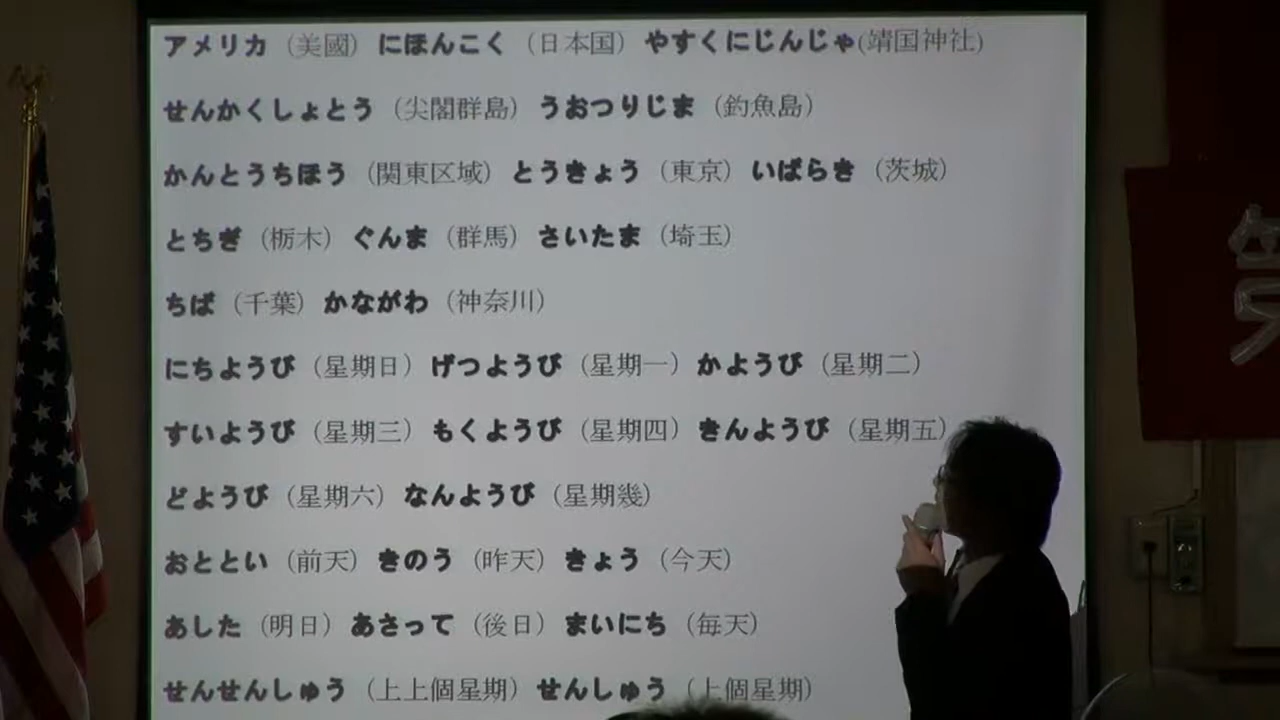 アメリカ（美國）にほんこく（日本国）やすくにじんじゃ(靖国神社)
せんかくしょとう（尖閣群島）うおつりじま（釣魚島）
かんとうちほう（関東区域）とうきょう（東京）いばらき（茨城）
とちぎ（栃木）ぐんま（群馬）さいたま（埼玉）
ちば（千葉）かながわ（神奈川）
にちようび（星期日）げつようび（星期一）かようび（星期二）
すいようび（星期三）もくようび（星期四）きんようび（星期五）
どようび（星期六）なんようび（星期幾）
おととい（前天）きのう（昨天）きょう（今天）
あした（明日）あさって（後日）まいにち（毎天）
せんせんしゅう（上上個星期）せんしゅう（上個星期）